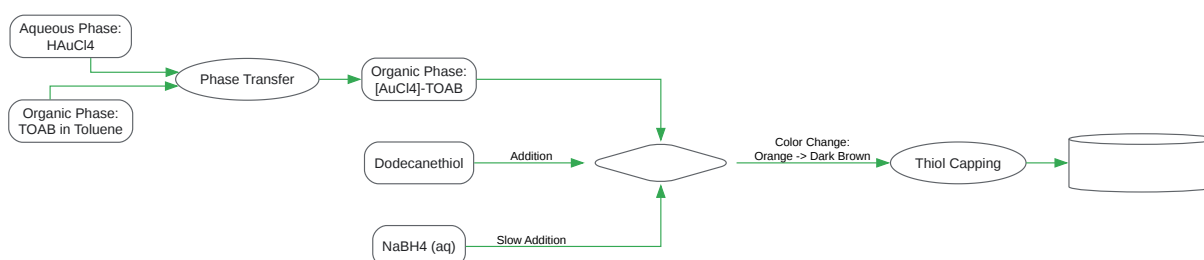 Aqueous Phase:
HAuCl4
Organic Phase:
TOAB in Toluene
Phase Transfer
Organic Phase:
[AuCl4]-TOAB
Dodecanethiol
Addition
NaBH4 (aq)
Slow Addition
Color Change:
Orange -> Dark Brown
Thiol Capping